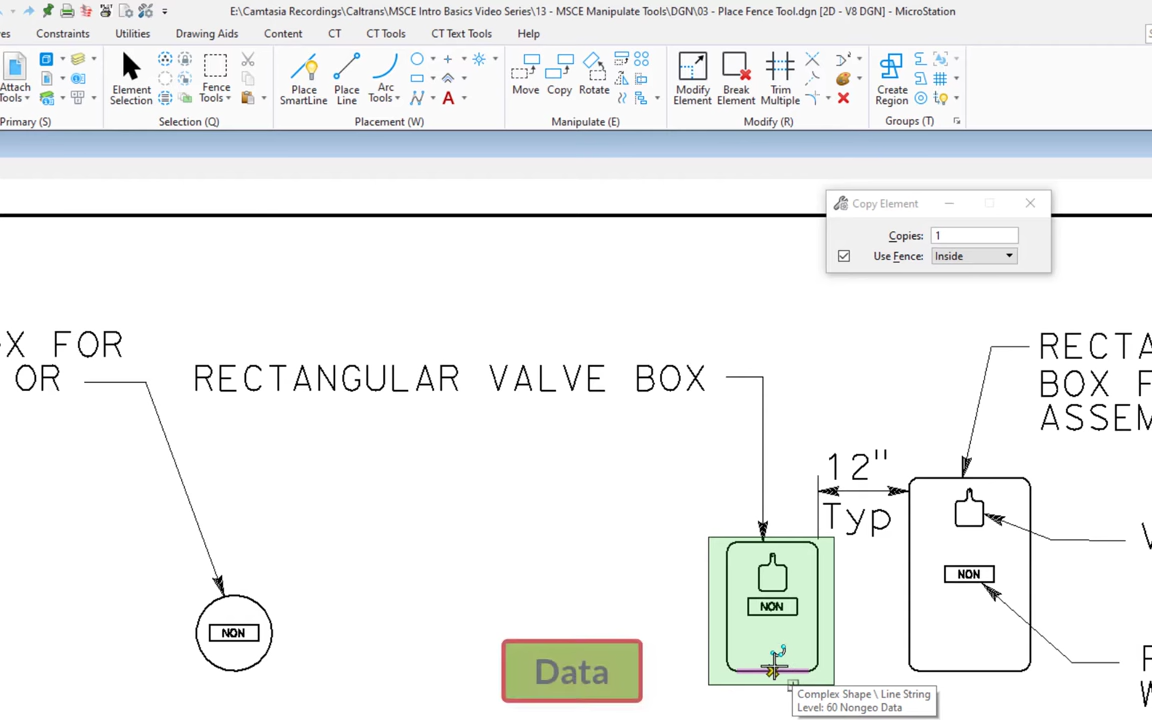 E:\Camtasia Recordings\Caltrans\MSCE Intro Basics Video Series\13 - MSCE Manipulate Tools\DGN\03 - Place Fence Tool.dgn [2D - V8 DGN] - MicroStation
Constraints Utilities Drawing Aids Content CT CT Tools CT Text Tools Help
Attach Tools
Element Selection
Fence Tools
Place SmartLine
Place Line
Arc Tools
Move
Copy
Rotate
Modify Element
Break Element
Trim Multiple
Create Region
Primary (S) Selection (Q) Placement (W) Manipulate (E) Modify (R) Groups (T)
Copy Element
Copies: 1
Use Fence: Inside
X FOR
OR
RECTANGULAR VALVE BOX
RECTA
BOX F
ASSEM
12"
Typ
NON
NON
NON
Data
Complex Shape \ Line String
Level: 60 Nongeo Data